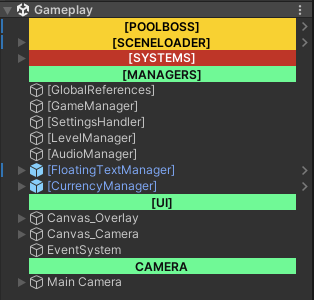 Gameplay
[POOLBOSS]
[SCENELOADER]
[SYSTEMS]
[MANAGERS]
[GlobalReferences]
[GameManager]
[SettingsHandler]
[LevelManager]
[AudioManager]
[FloatingTextManager]
[CurrencyManager]
[UI]
Canvas_Overlay
Canvas_Camera
EventSystem
CAMERA
Main Camera